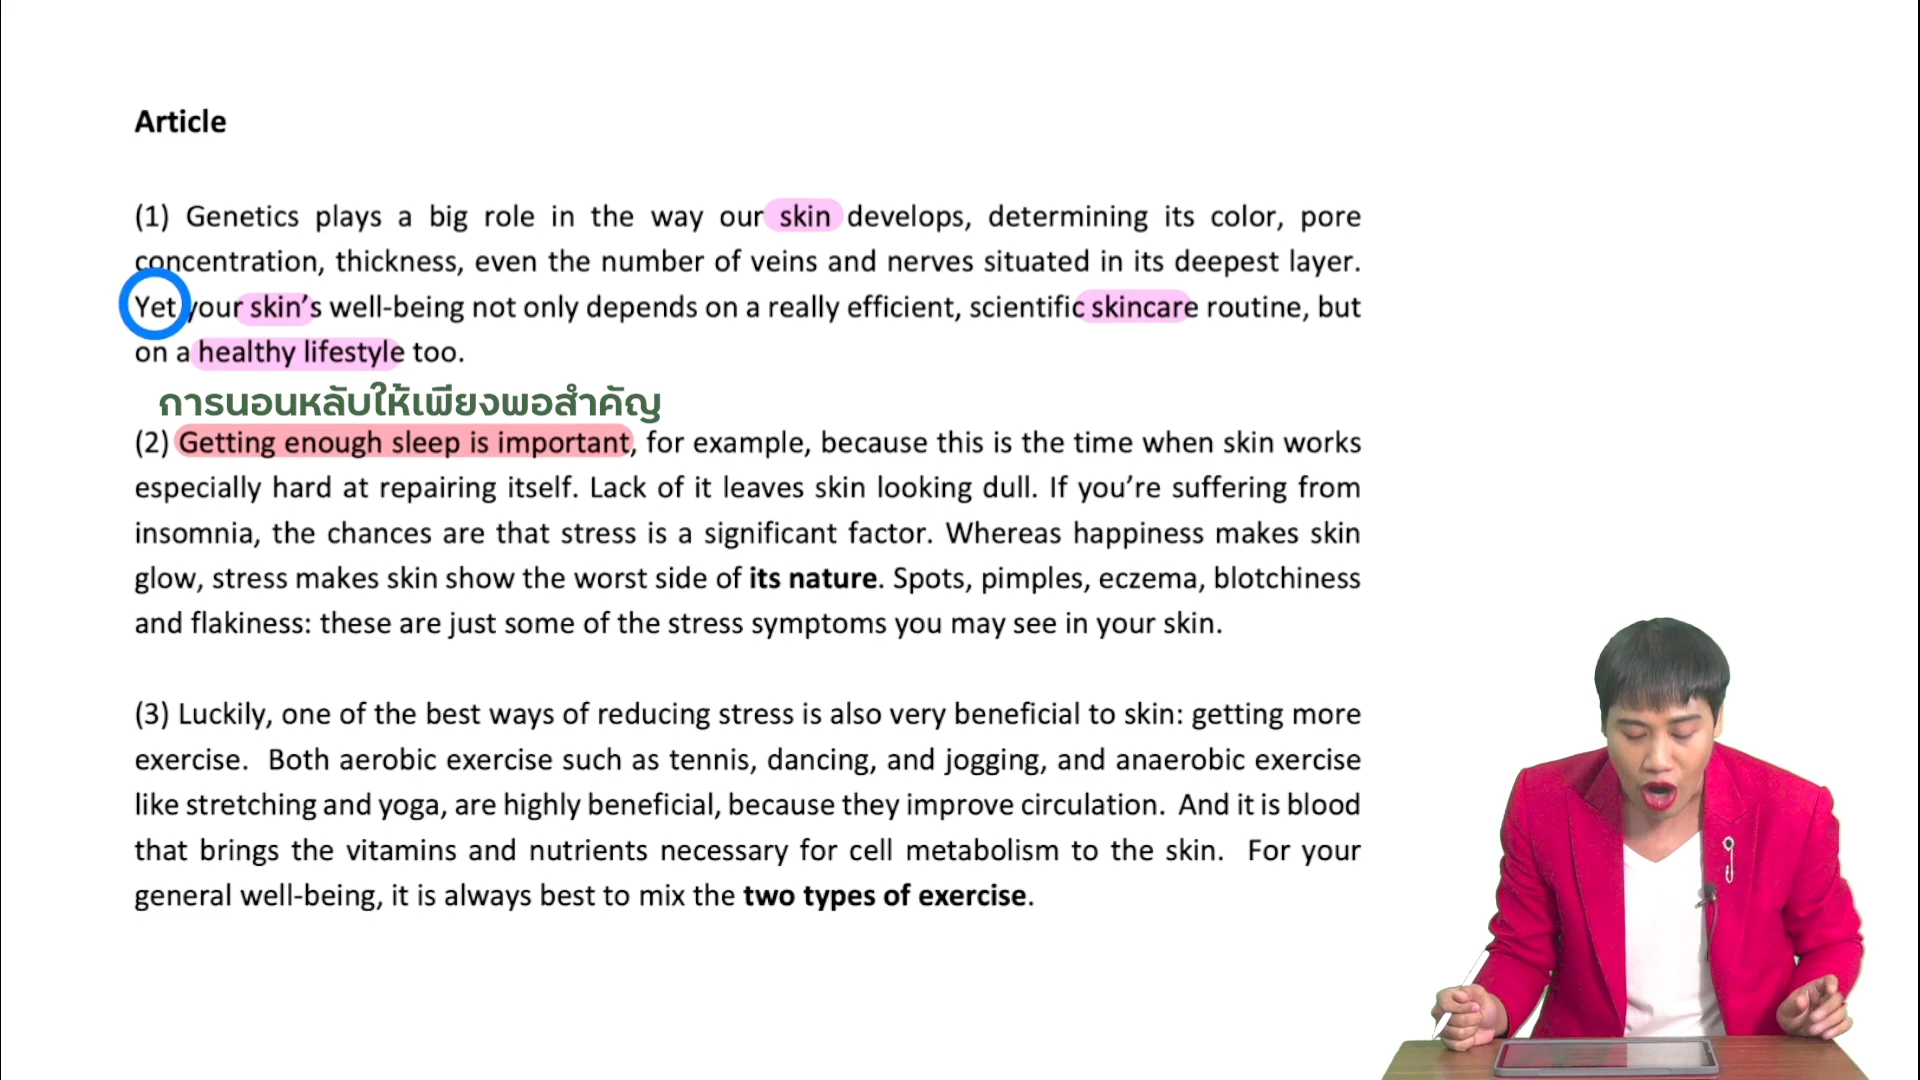 Article
(1) Genetics plays a big role in the way our skin develops, determining its color, pore
concentration, thickness, even the number of veins and nerves situated in its deepest layer.
Yet your skin’s well-being not only depends on a really efficient, scientific skincare routine, but
on a healthy lifestyle too.
การนอนหลับให้เพียงพอสำคัญ
(2) Getting enough sleep is important, for example, because this is the time when skin works
especially hard at repairing itself. Lack of it leaves skin looking dull. If you’re suffering from
insomnia, the chances are that stress is a significant factor. Whereas happiness makes skin
glow, stress makes skin show the worst side of its nature. Spots, pimples, eczema, blotchiness
and flakiness: these are just some of the stress symptoms you may see in your skin.
(3) Luckily, one of the best ways of reducing stress is also very beneficial to skin: getting more
exercise. Both aerobic exercise such as tennis, dancing, and jogging, and anaerobic exercise
like stretching and yoga, are highly beneficial, because they improve circulation. And it is blood
that brings the vitamins and nutrients necessary for cell metabolism to the skin. For your
general well-being, it is always best to mix the two types of exercise.